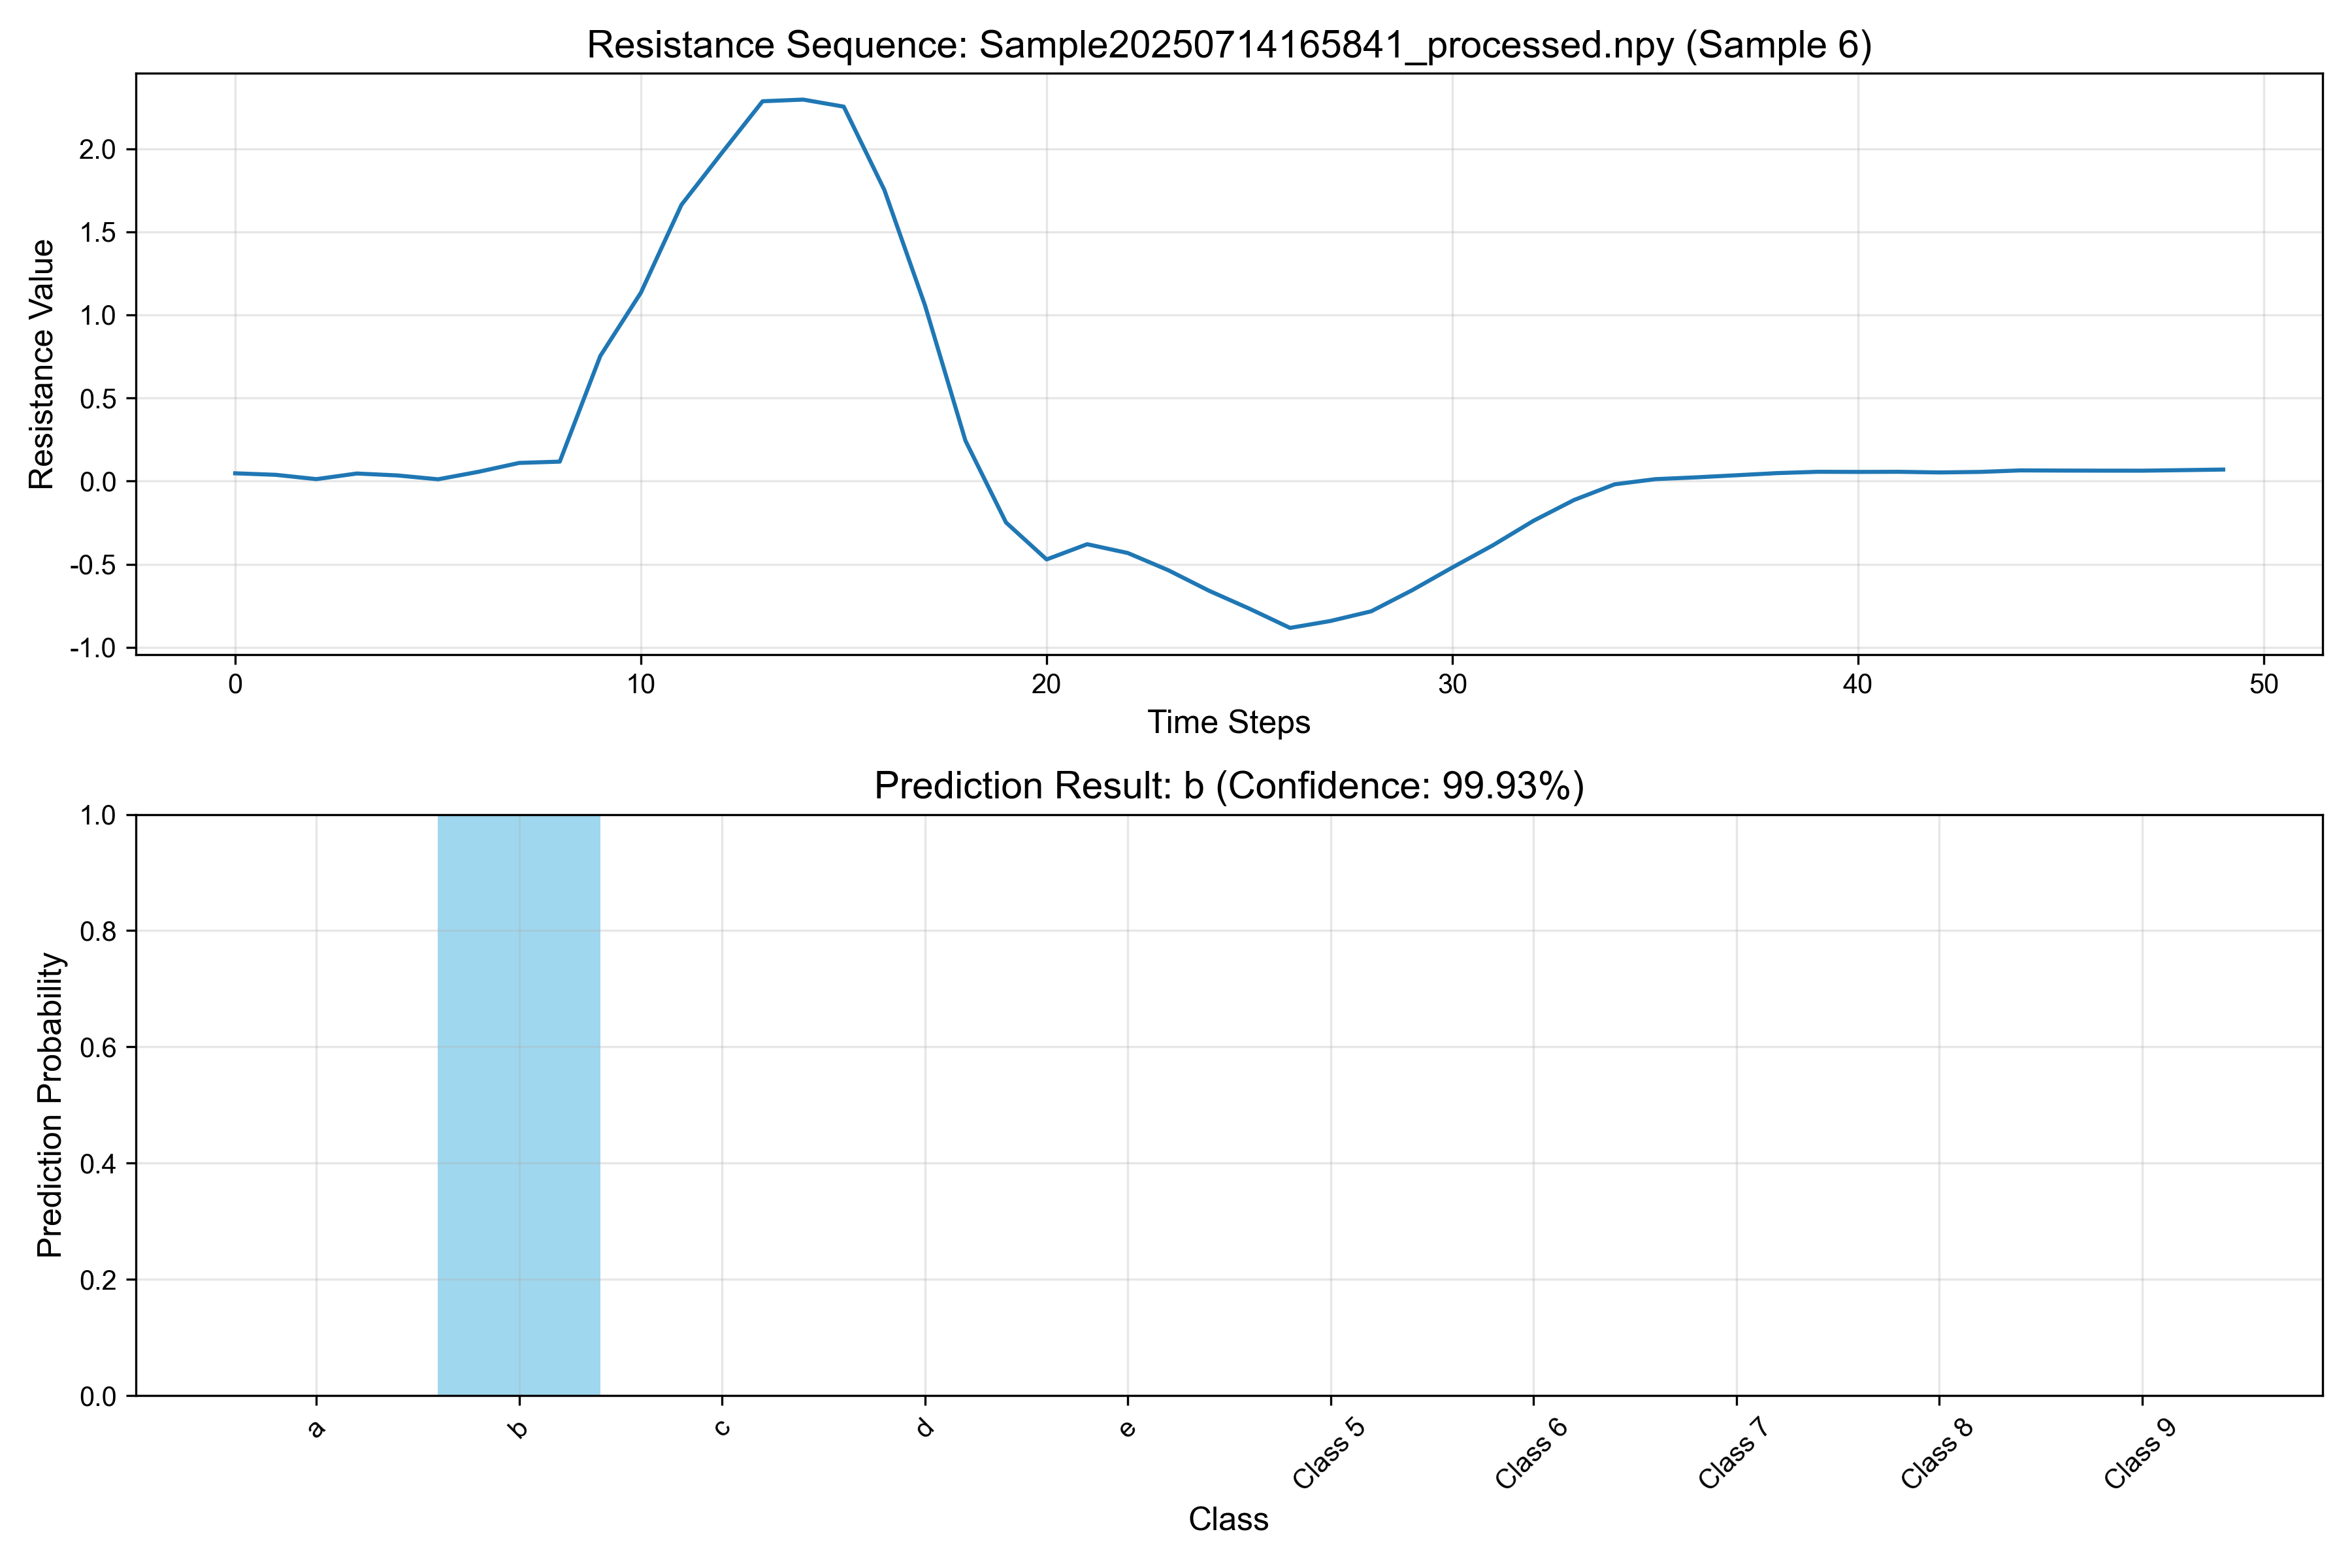 Resistance Sequence: Sample20250714165841_processed.npy (Sample 6)
Resistance Value
2.0
1.5
1.0
0.5
0.0
-0.5
-1.0
0 10 20 30 40 50
Time Steps
Prediction Result: b (Confidence: 99.93%)
Prediction Probability
1.0
0.8
0.6
0.4
0.2
0.0
a b c d e Class 5 Class 6 Class 7 Class 8 Class 9
Class